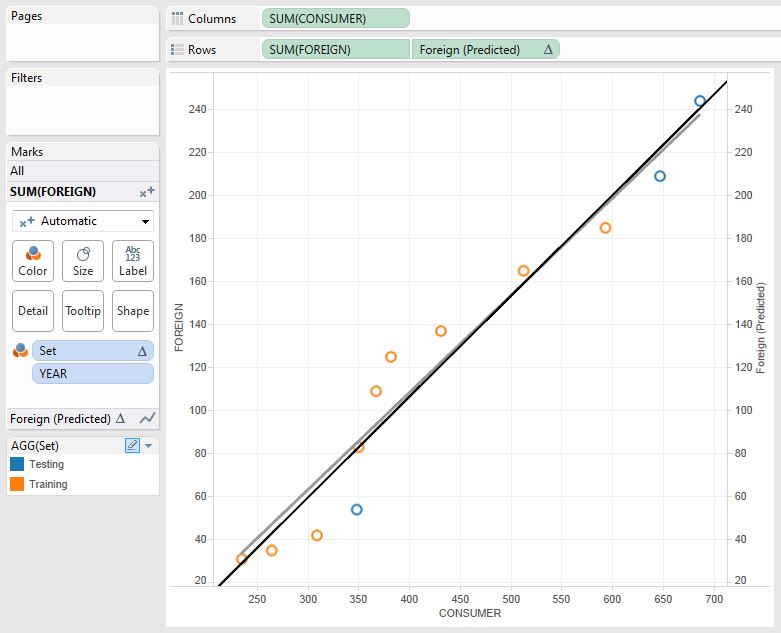 Pages
Columns
SUM(CONSUMER)
Rows
SUM(FOREIGN)
Foreign (Predicted) Δ
Filters
Marks
All
SUM(FOREIGN)
Automatic
Color
Size
Abc
123
Label
Detail
Tooltip
Shape
Set Δ
YEAR
Foreign (Predicted) Δ
AGG(Set)
Testing
Training
FOREIGN
240
220
200
180
160
140
120
100
80
60
40
20
240
220
200
180
160
140
120
100
80
60
40
20
Foreign (Predicted)
250 300 350 400 450 500 550 600 650 700
CONSUMER